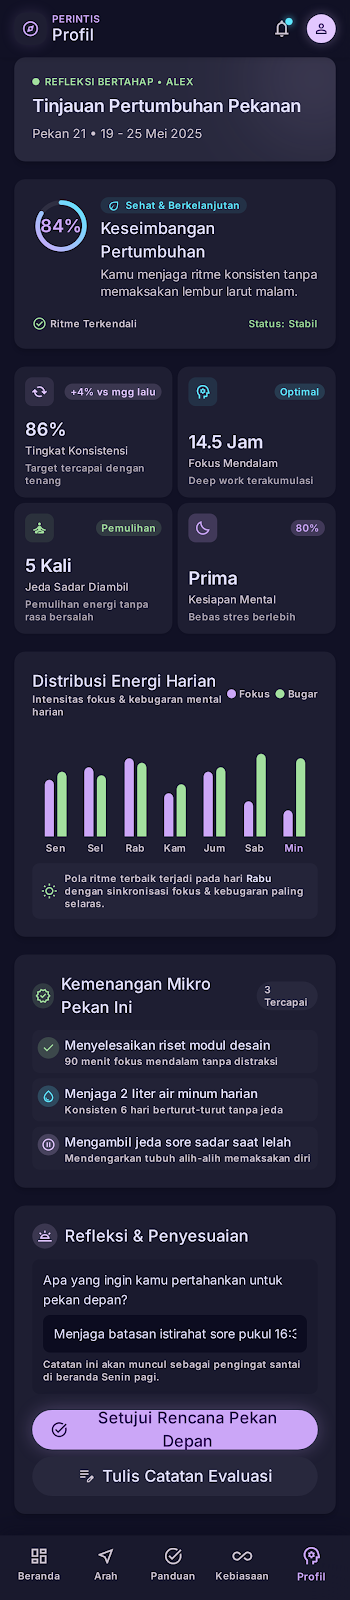 PERINTIS
Profil
REFLEKSI BERTAHAP • ALEX
Tinjauan Pertumbuhan Pekanan
Pekan 21 • 19 - 25 Mei 2025
84%
Sehat & Berkelanjutan
Keseimbangan
Pertumbuhan
Kamu menjaga ritme konsisten tanpa
memaksakan lembur larut malam.
Ritme Terkendali
Status: Stabil
+4% vs mgg lalu
86%
Tingkat Konsistensi
Target tercapai dengan
tenang
Optimal
14.5 Jam
Fokus Mendalam
Deep work terakumulasi
Pemulihan
5 Kali
Jeda Sadar Diambil
Pemulihan energi tanpa
rasa bersalah
80%
Prima
Kesiapan Mental
Bebas stres berlebih
Distribusi Energi Harian
Intensitas fokus & kebugaran mental
harian
Fokus
Bugar
Sen Sel Rab Kam Jum Sab Min
Pola ritme terbaik terjadi pada hari Rabu
dengan sinkronisasi fokus & kebugaran paling
selaras.
Kemenangan Mikro
Pekan Ini
3
Tercapai
Menyelesaikan riset modul desain
90 menit fokus mendalam tanpa distraksi
Menjaga 2 liter air minum harian
Konsisten 6 hari berturut-turut tanpa jeda
Mengambil jeda sore sadar saat lelah
Mendengarkan tubuh alih-alih memaksakan diri
Refleksi & Penyesuaian
Apa yang ingin kamu pertahankan untuk
pekan depan?
Menjaga batasan istirahat sore pukul 16:3
Catatan ini akan muncul sebagai pengingat santai
di beranda Senin pagi.
Setujui Rencana Pekan
Depan
Tulis Catatan Evaluasi
Beranda Arah Panduan Kebiasaan Profil